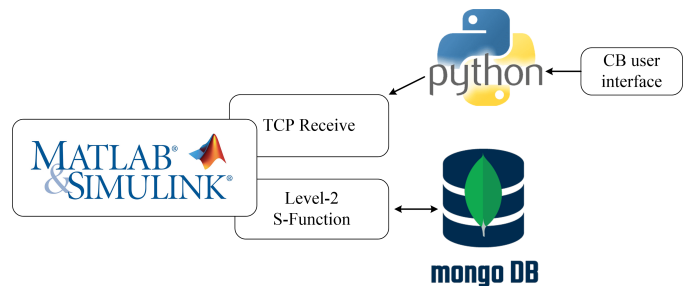 python
CB user
interface
TCP Receive
MATLAB®
&SIMULINK®
Level-2
S-Function
mongo DB